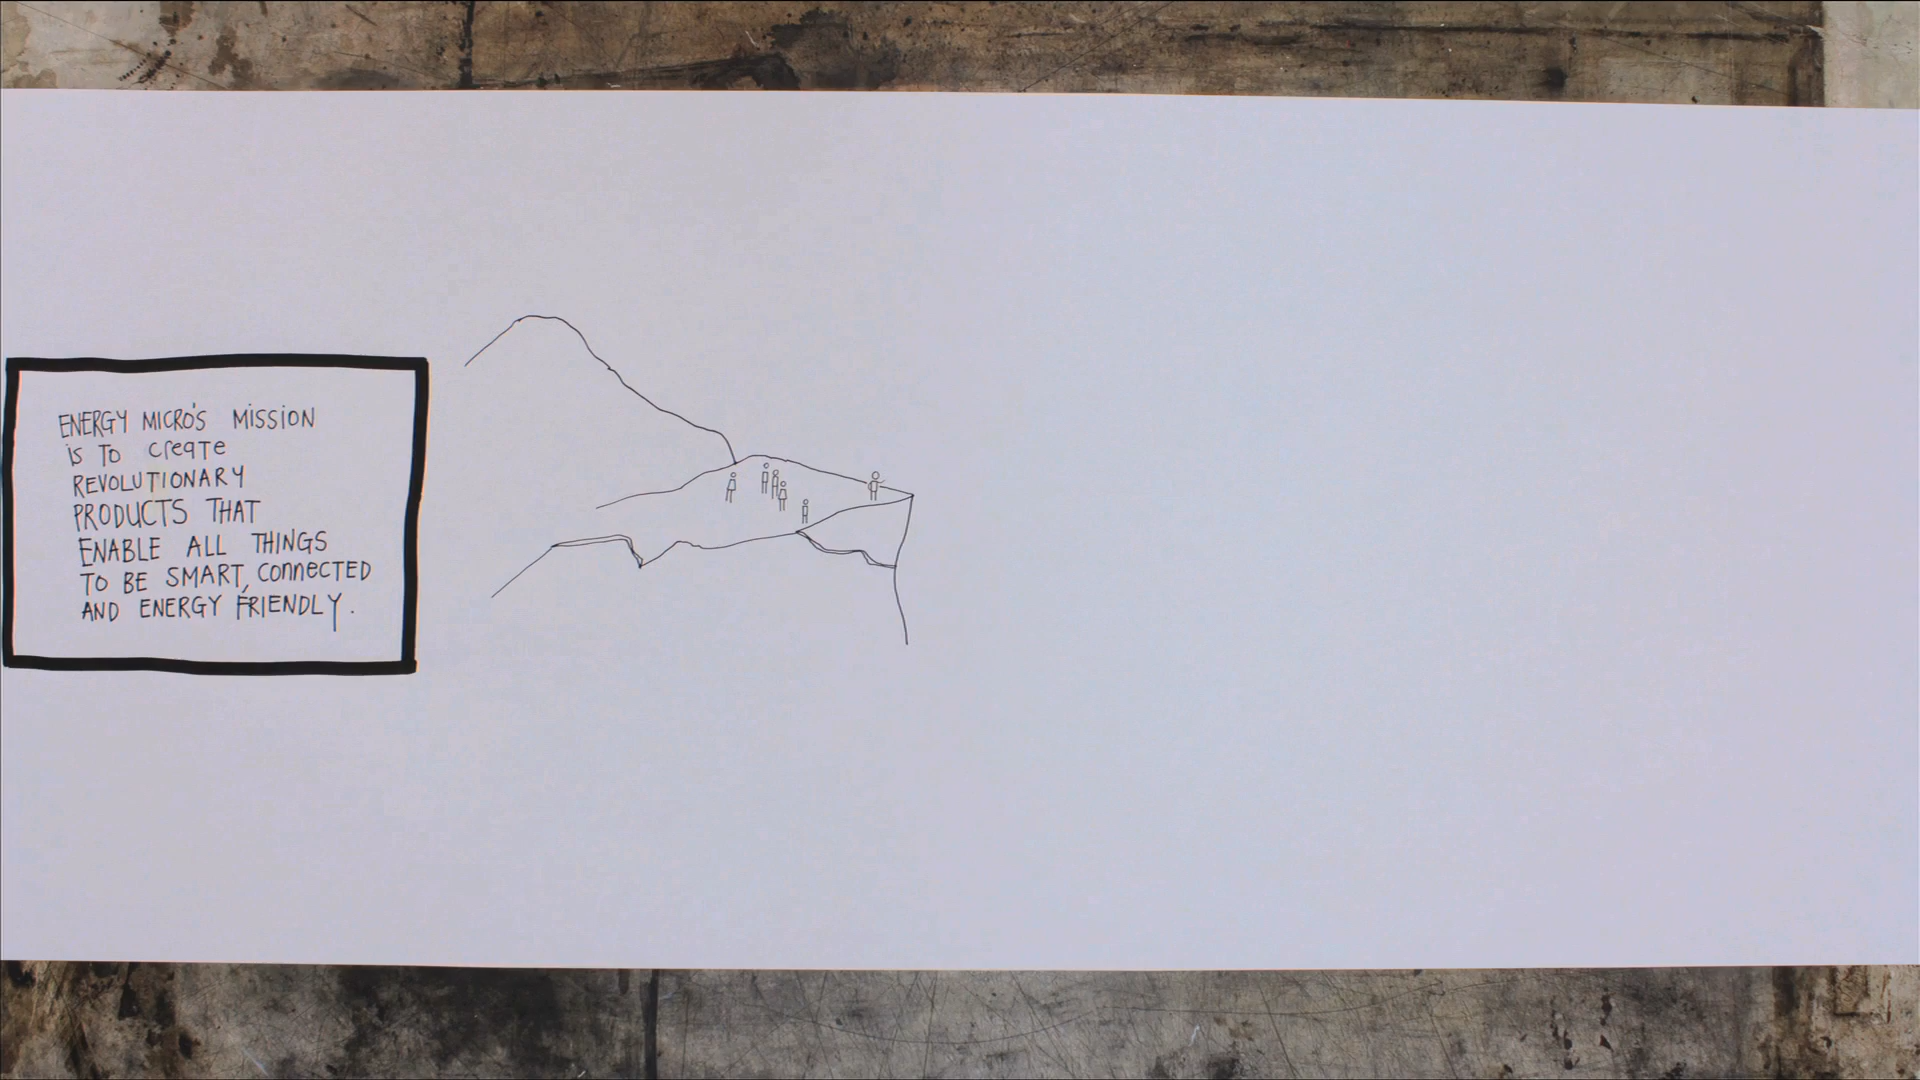 ENERGY MICRO'S MISSION
is TO create
REVOLUTIONARY
PRODUCTS THAT
ENABLE ALL THINGS
TO BE SMART, connected
AND ENERGY FRIENDLY.